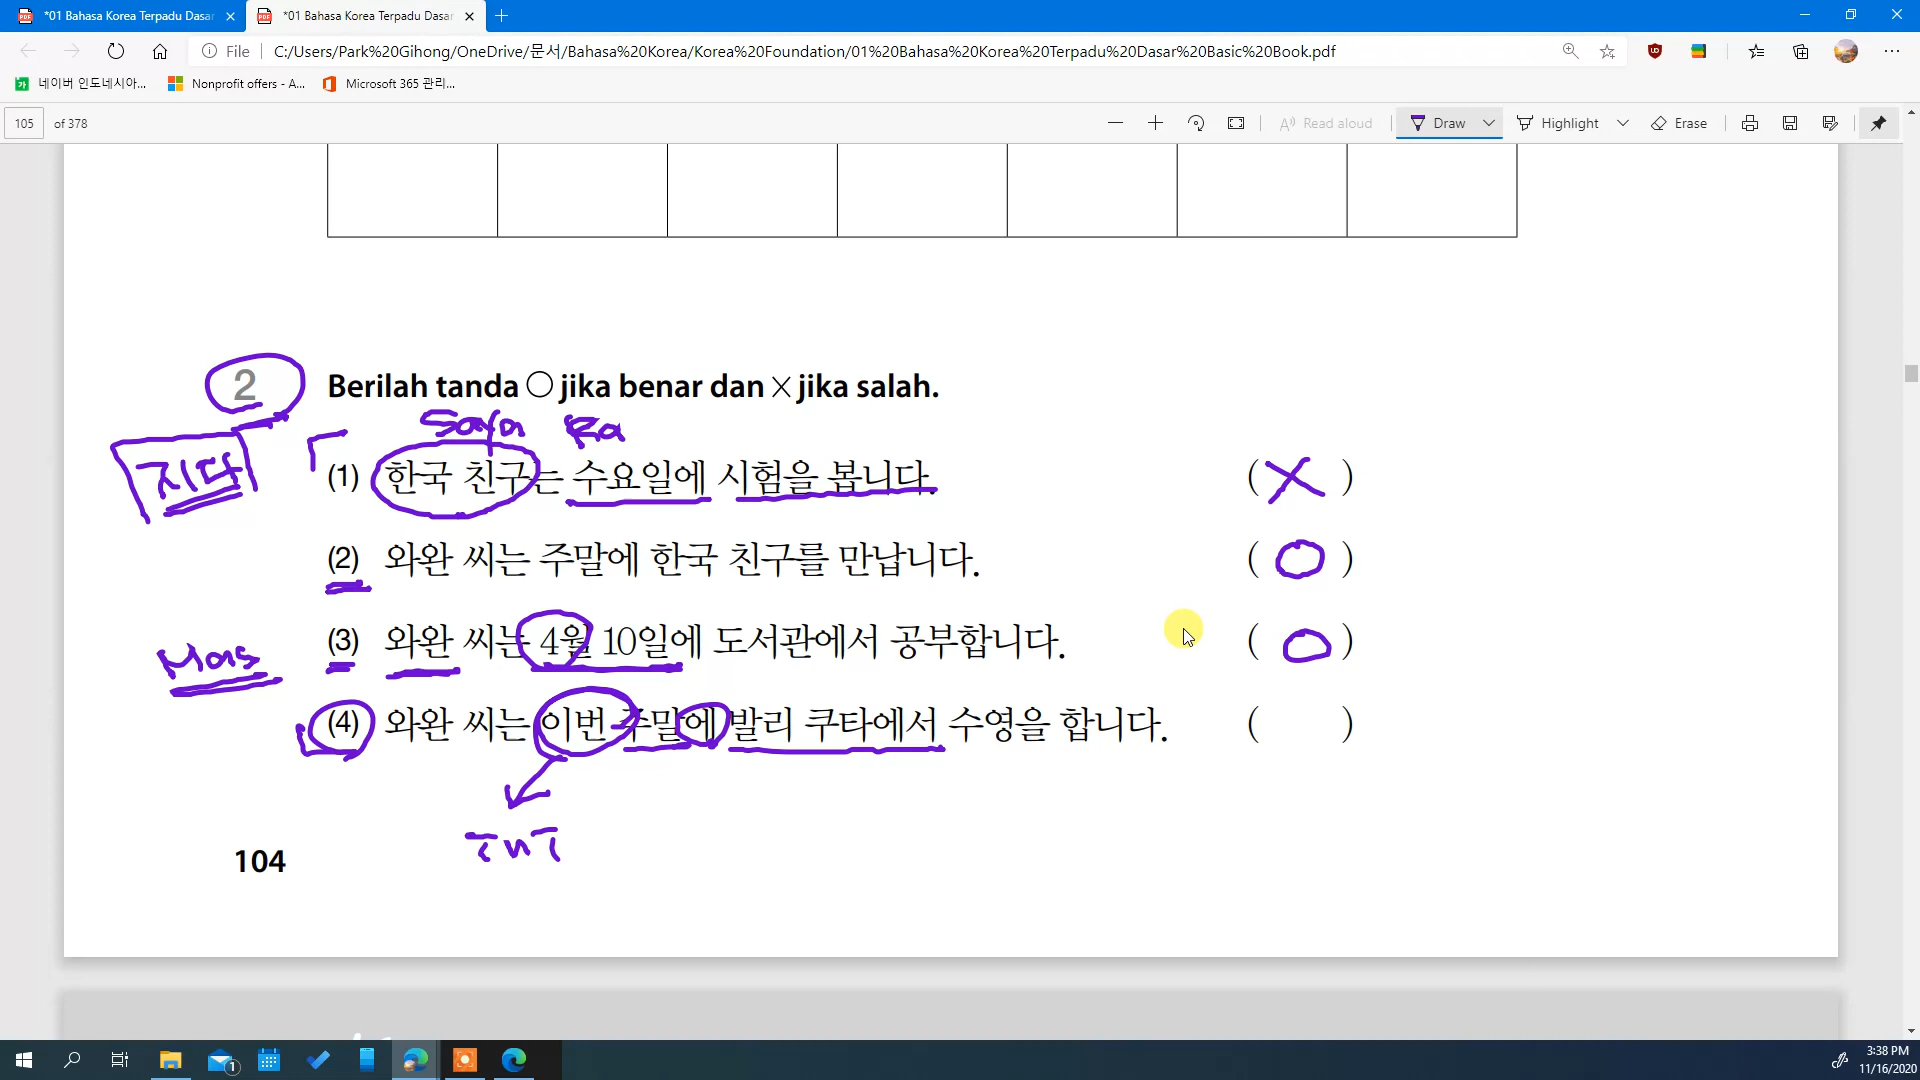 *01 Bahasa Korea Terpadu Dasar
*01 Bahasa Korea Terpadu Dasar
File
C:/Users/Park%20Gihong/OneDrive/문서/Bahasa%20Korea/Korea%20Foundation/01%20Bahasa%20Korea%20Terpadu%20Dasar%20Basic%20Book.pdf
네이버 인도네시아...
Nonprofit offers - A...
Microsoft 365 관리...
105 of 378
Read aloud
Draw
Highlight
Erase
2 Berilah tanda ○ jika benar dan × jika salah.
Saya
지다
(1) 한국 친구는 수요일에 시험을 봅니다. ( X )
(2) 와완 씨는 주말에 한국 친구를 만납니다. ( O )
(3) 와완 씨는 4월 10일에 도서관에서 공부합니다. ( O )
(4) 와완 씨는 이번 주말에 발리 쿠타에서 수영을 합니다. ( )
104
1
3:38 PM
11/16/2020